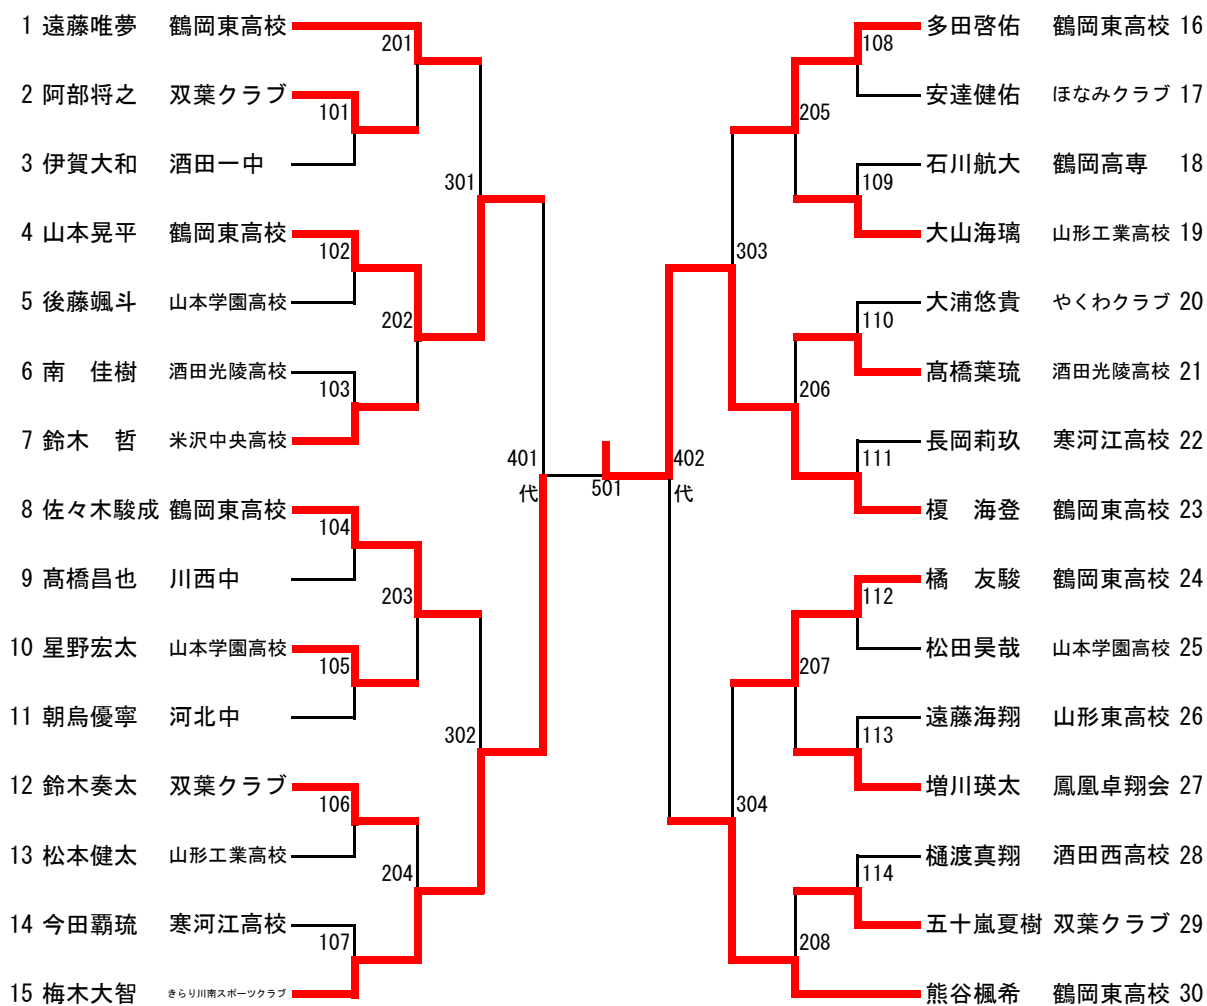 1 遠藤唯夢 鶴岡東高校
2 阿部将之 双葉クラブ
3 伊賀大和 酒田一中
4 山本晃平 鶴岡東高校
5 後藤颯斗 山本学園高校
6 南 佳樹 酒田光陵高校
7 鈴木 哲 米沢中央高校
8 佐々木駿成 鶴岡東高校
9 髙橋昌也 川西中
10 星野宏太 山本学園高校
11 朝烏優寧 河北中
12 鈴木奏太 双葉クラブ
13 松本健太 山形工業高校
14 今田覇琉 寒河江高校
15 梅木大智 きらり川南スポーツクラブ
101
102
103
104
105
106
107
201
202
203
204
301
302
401
代
501
402
代
303
304
205
206
207
208
108
109
110
111
112
113
114
多田啓佑 鶴岡東高校 16
安達健佑 ほなみクラブ 17
石川航大 鶴岡高専 18
大山海璃 山形工業高校 19
大浦悠貴 やくわクラブ 20
髙橋葉琉 酒田光陵高校 21
長岡莉玖 寒河江高校 22
榎 海登 鶴岡東高校 23
橘 友駿 鶴岡東高校 24
松田昊哉 山本学園高校 25
遠藤海翔 山形東高校 26
増川瑛太 鳳凰卓翔会 27
樋渡真翔 酒田西高校 28
五十嵐夏樹 双葉クラブ 29
熊谷楓希 鶴岡東高校 30